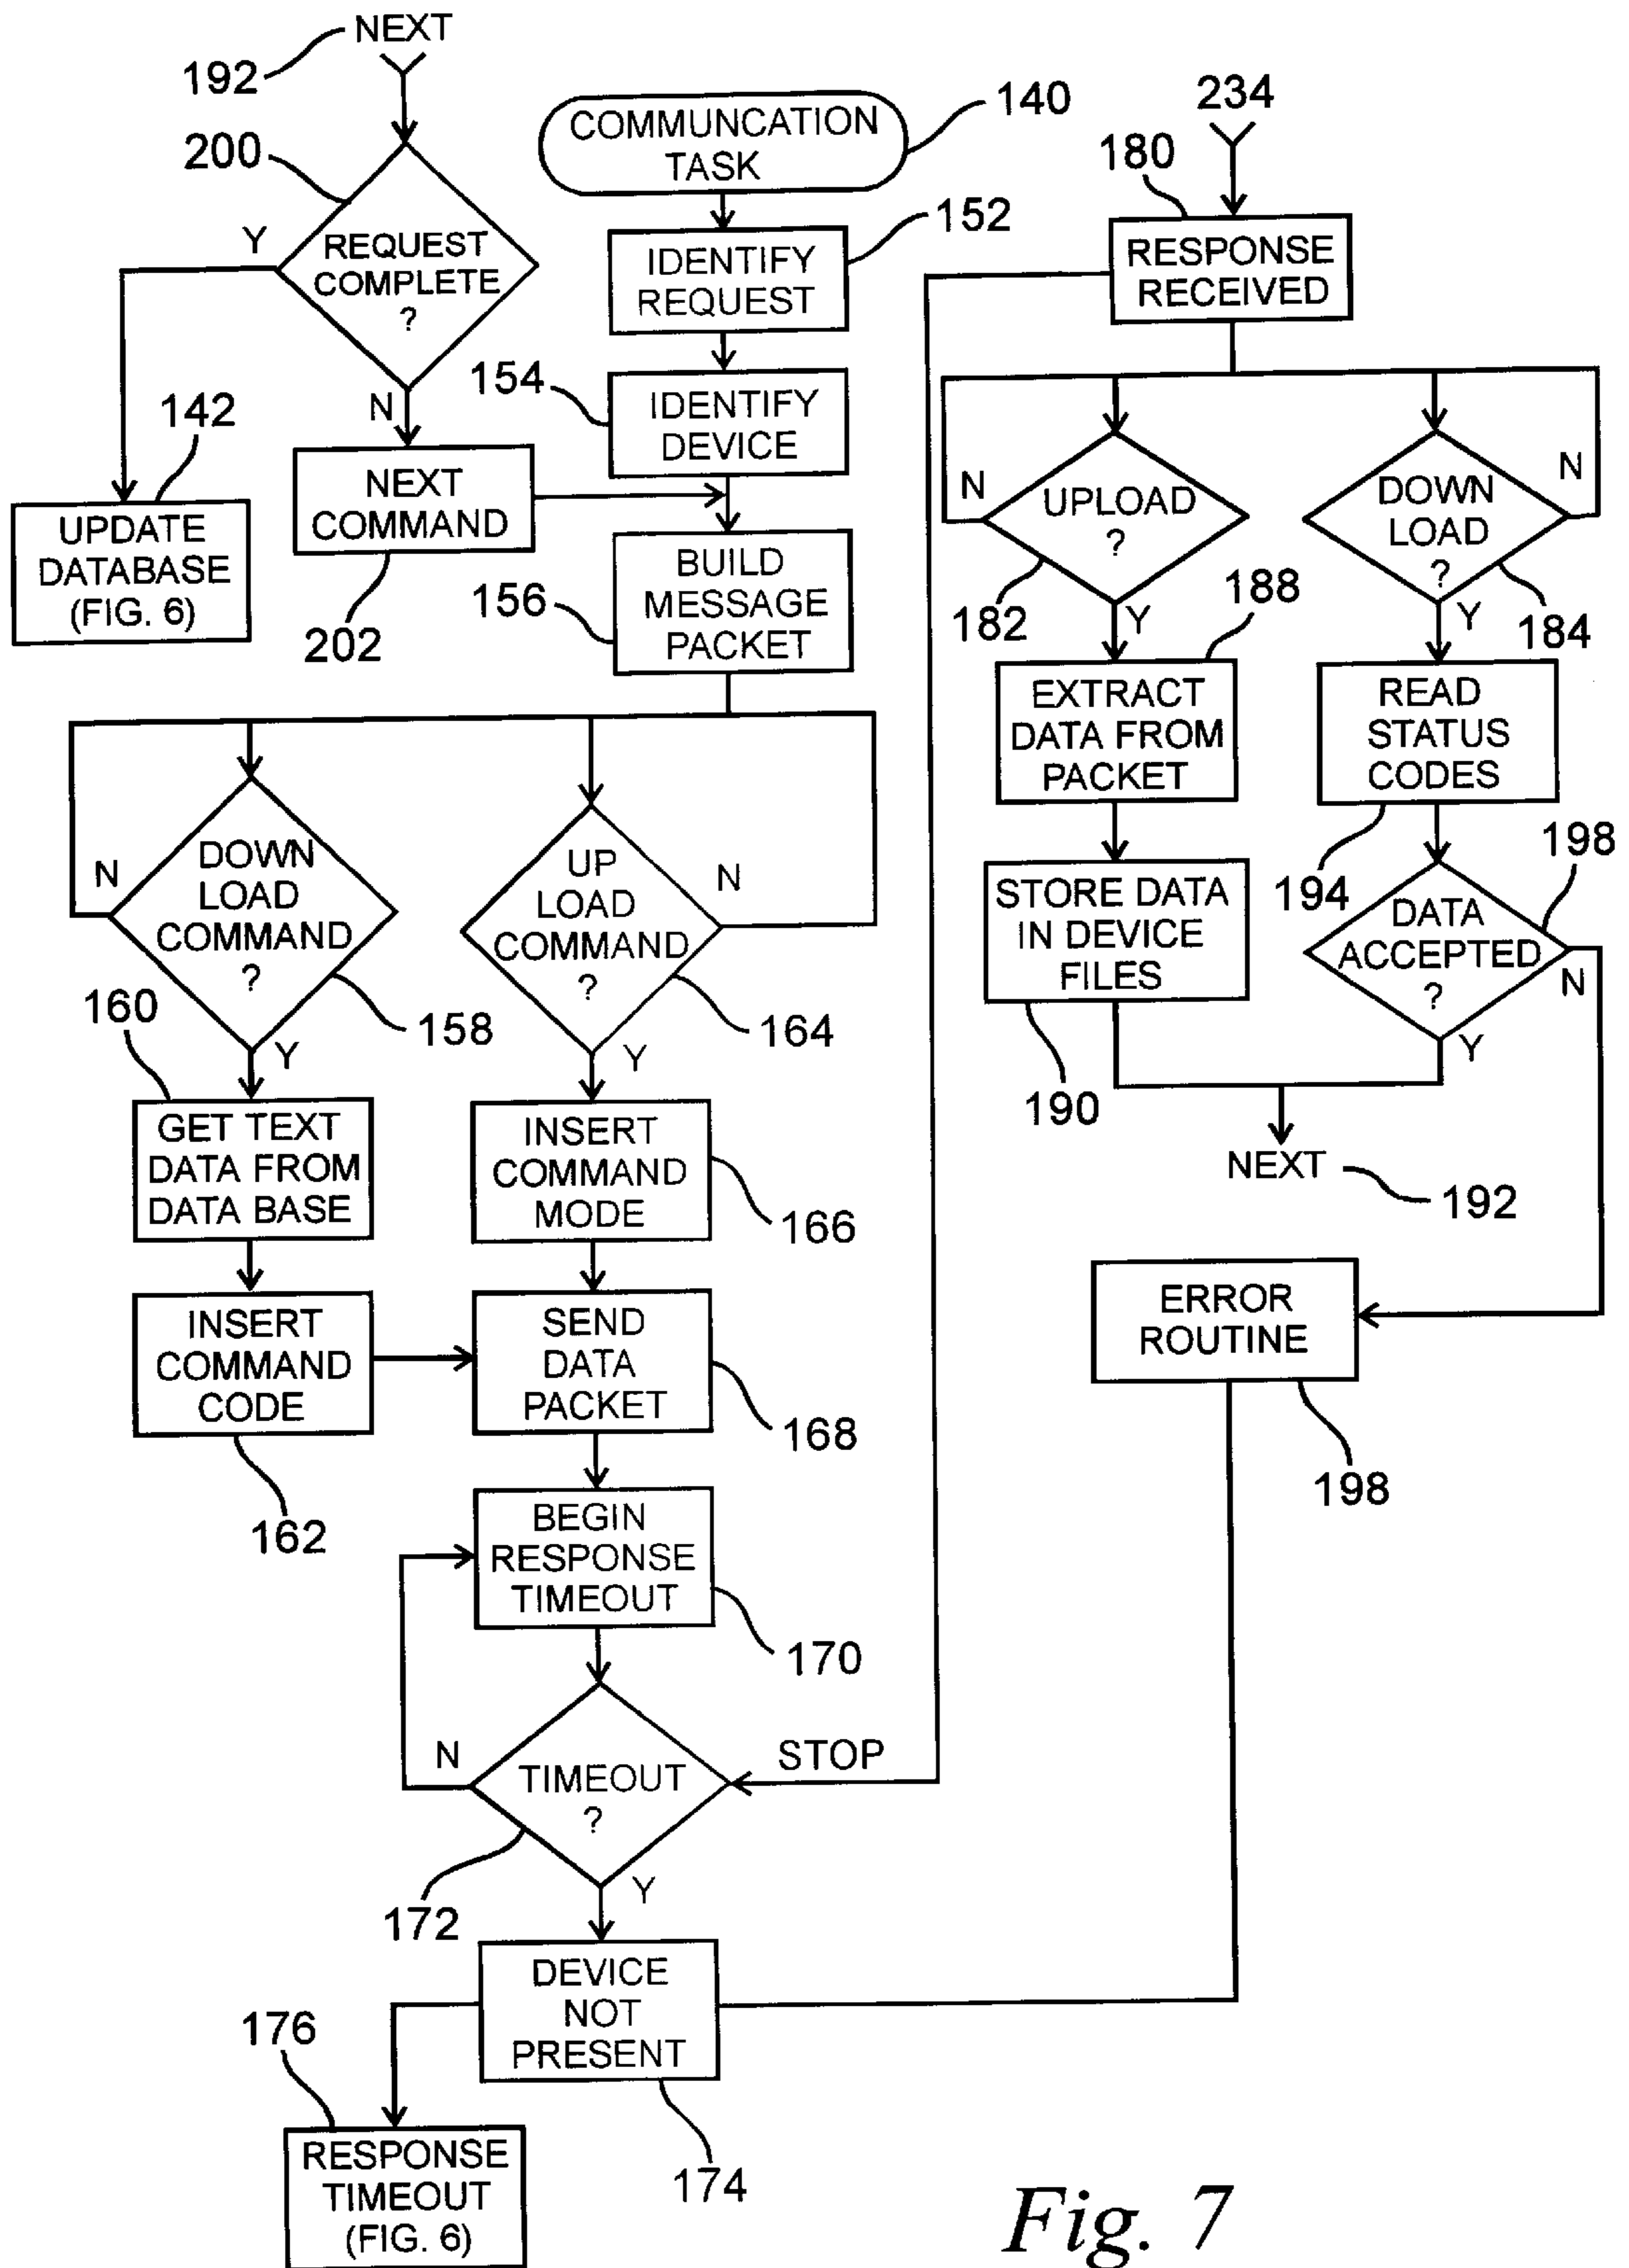 NEXT
192
200
REQUEST
COMPLETE
?
Y
N
142
UPDATE
DATABASE
(FIG. 6)
NEXT
COMMAND
202
COMMUNCATION
TASK
140
IDENTIFY
REQUEST
152
154
IDENTIFY
DEVICE
156
BUILD
MESSAGE
PACKET
DOWN
LOAD
COMMAND
?
N
158
Y
UP
LOAD
COMMAND
?
N
164
Y
160
GET TEXT
DATA FROM
DATA BASE
INSERT
COMMAND
CODE
162
INSERT
COMMAND
MODE
166
SEND
DATA
PACKET
168
BEGIN
RESPONSE
TIMEOUT
170
TIMEOUT
?
N
STOP
172
Y
DEVICE
NOT
PRESENT
174
176
RESPONSE
TIMEOUT
(FIG. 6)
234
180
RESPONSE
RECEIVED
N
UPLOAD
?
182
Y
188
EXTRACT
DATA FROM
PACKET
STORE DATA
IN DEVICE
FILES
190
DOWN
LOAD
?
N
184
Y
READ
STATUS
CODES
194
198
DATA
ACCEPTED
?
N
Y
NEXT
192
ERROR
ROUTINE
198
Fig. 7